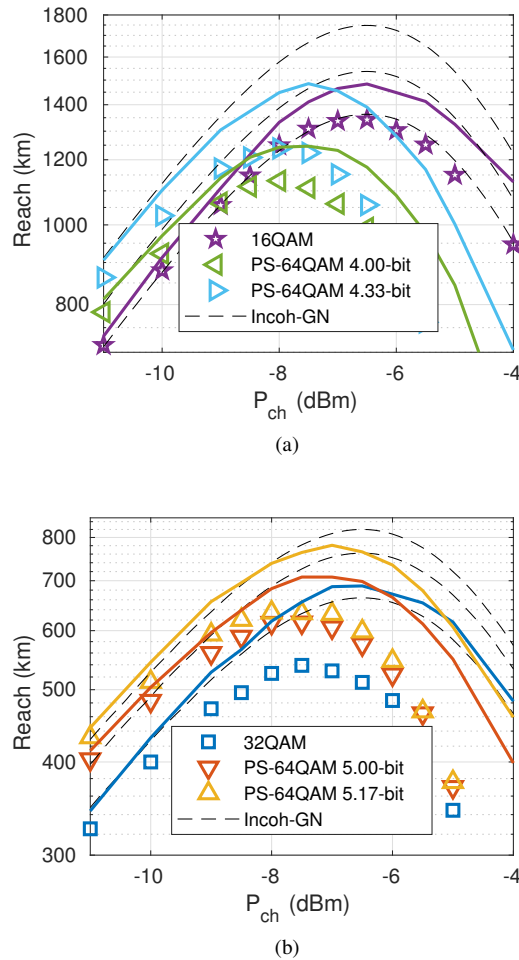 1800
1400
1200
1000
800
Reach (km)
16QAM
PS-64QAM 4.00-bit
PS-64QAM 4.33-bit
Incoh-GN
-10
-8
-6
-4
P_ch (dBm)
(a)
800
700
600
500
400
300
Reach (km)
32QAM
PS-64QAM 5.00-bit
PS-64QAM 5.17-bit
Incoh-GN
-10
-8
-6
-4
P_ch (dBm)
(b)